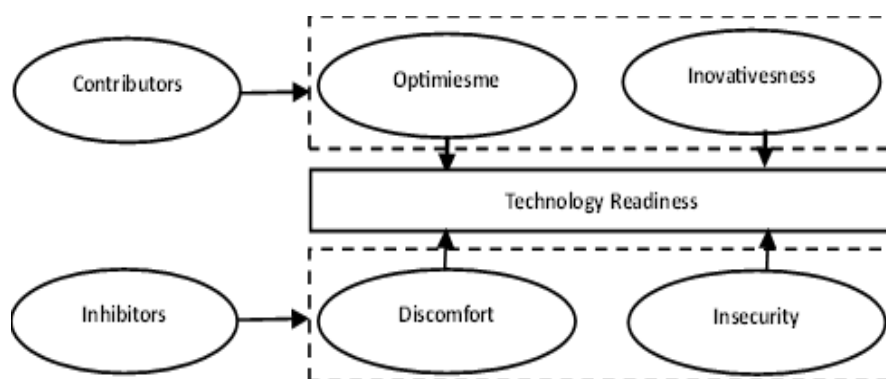 Contributors
Optimiesme
Inovativesness
Technology Readiness
Inhibitors
Discomfort
Insecurity